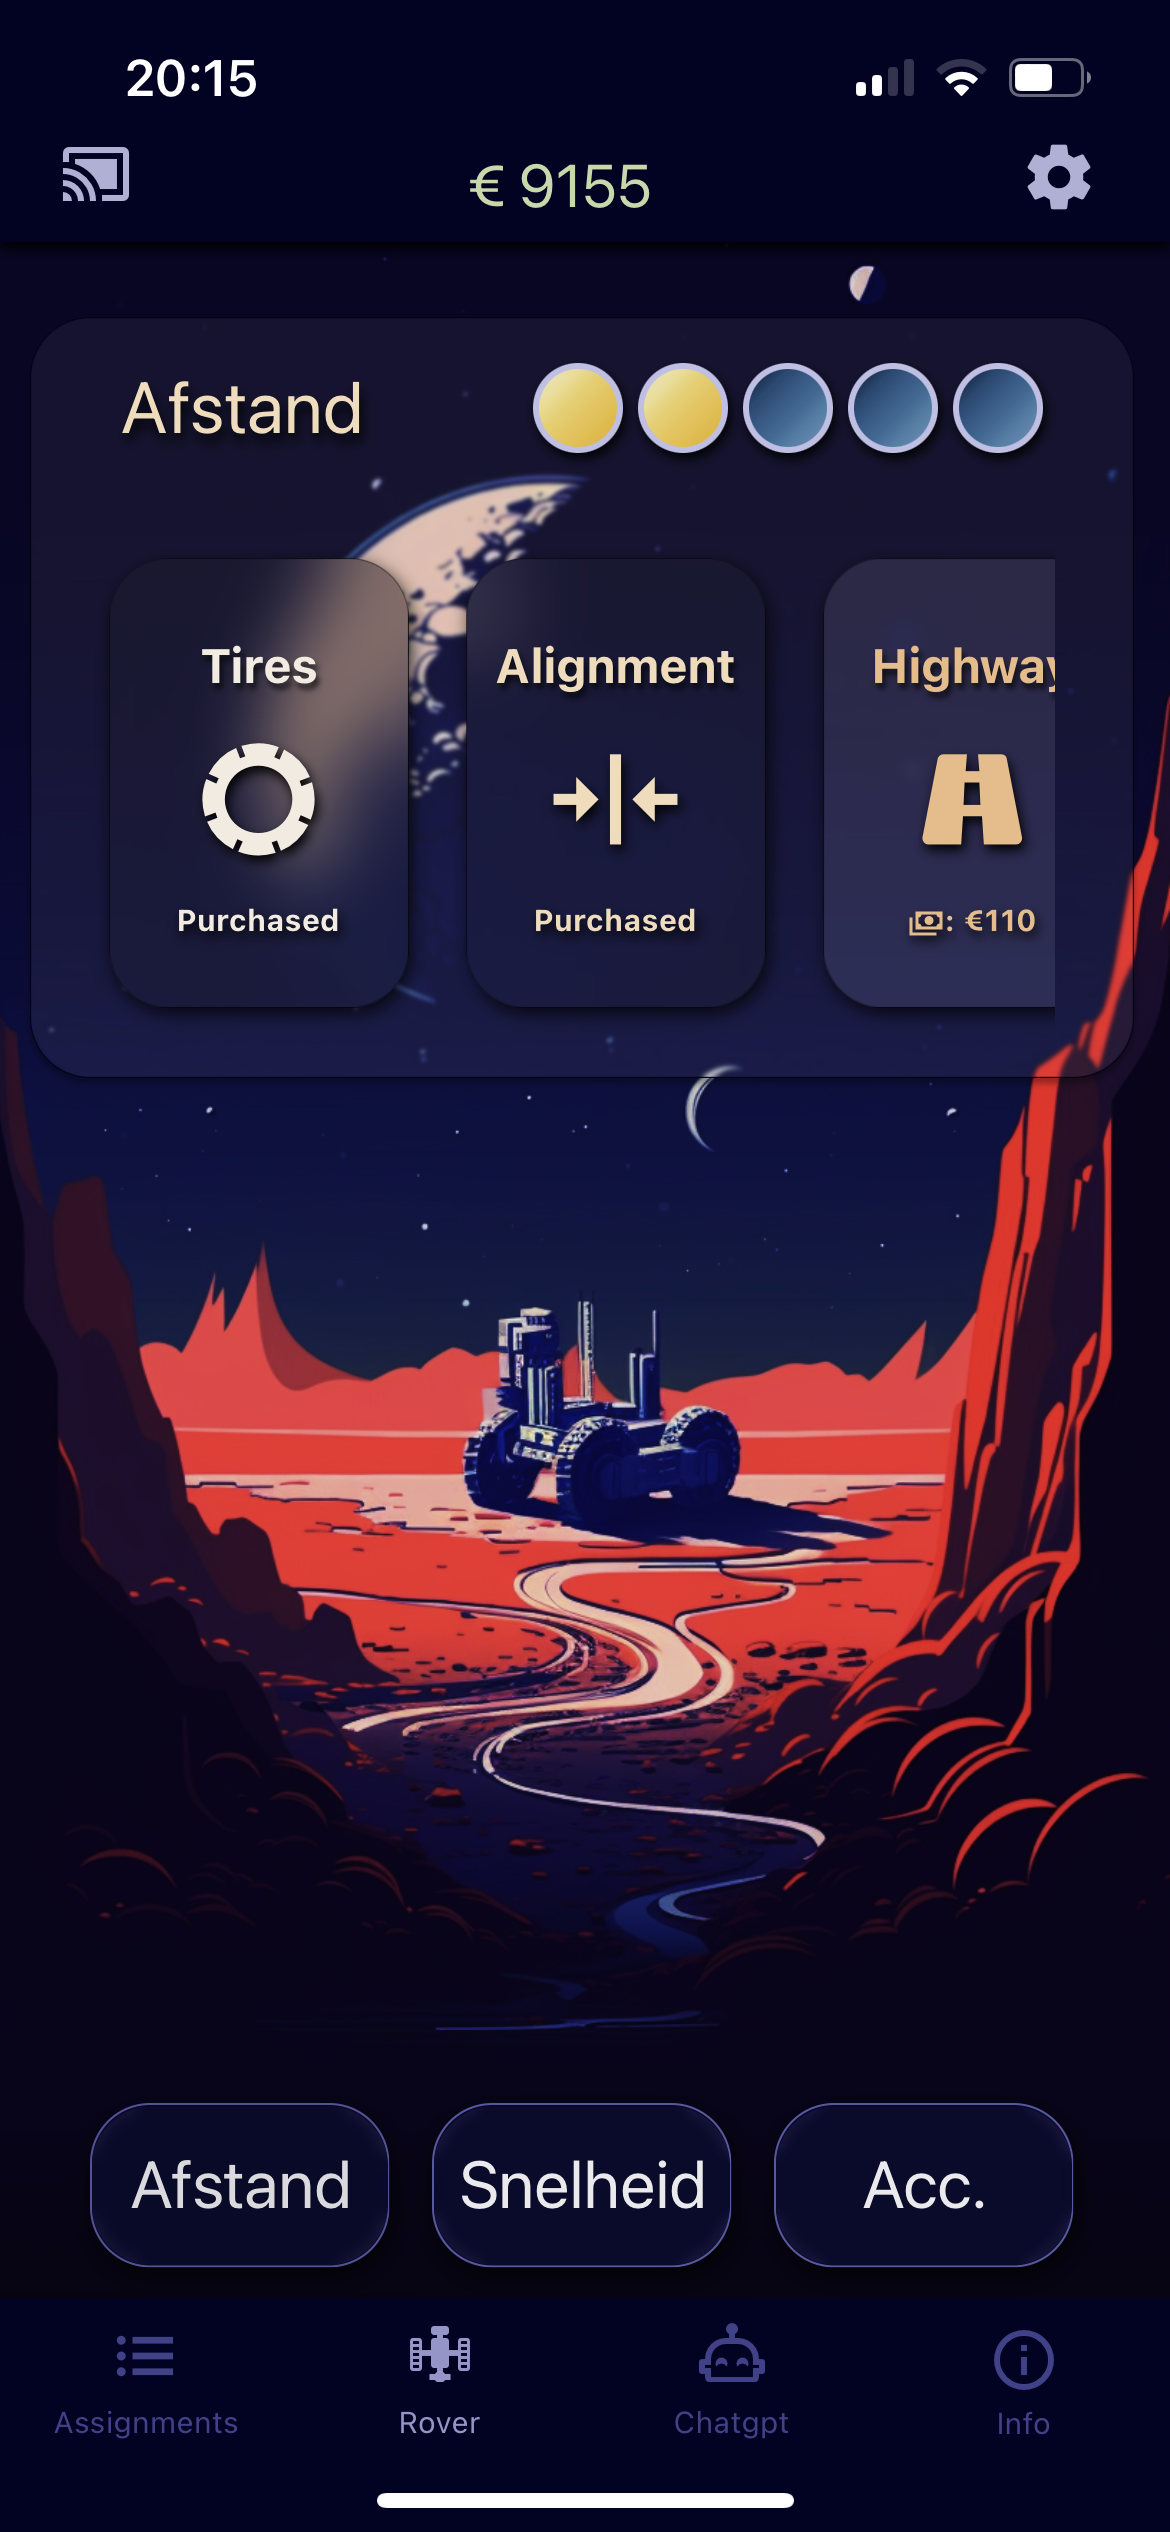 20:15
€ 9155
Afstand
Tires
Alignment
Highway
Purchased
Purchased
: €110
Afstand
Snelheid
Acc.
Assignments
Rover
Chatgpt
Info